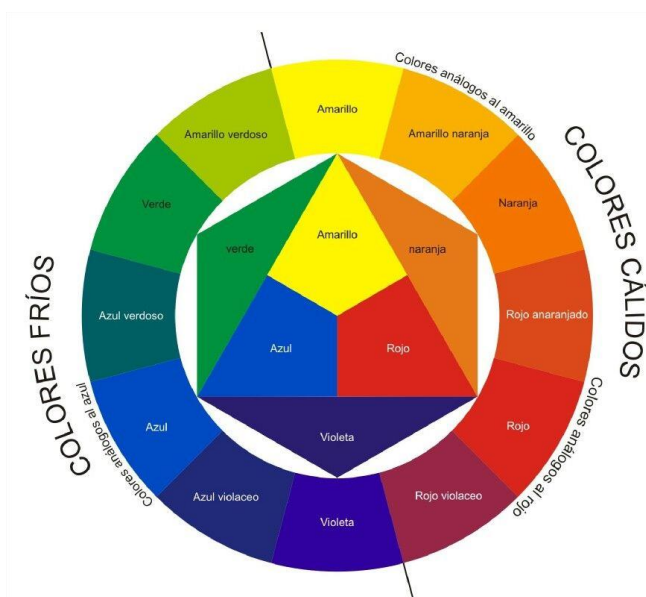 Colores análogos al amarillo
Amarillo
Amarillo verdoso
Amarillo naranja
COLORES CÁLIDOS
Verde
Naranja
Amarillo
verde
naranja
COLORES FRÍOS
Azul verdoso
Rojo anaranjado
Azul
Rojo
Colores análogos al azul
Azul
Rojo
Colores análogos al rojo
Violeta
Azul violaceo
Rojo violaceo
Violeta